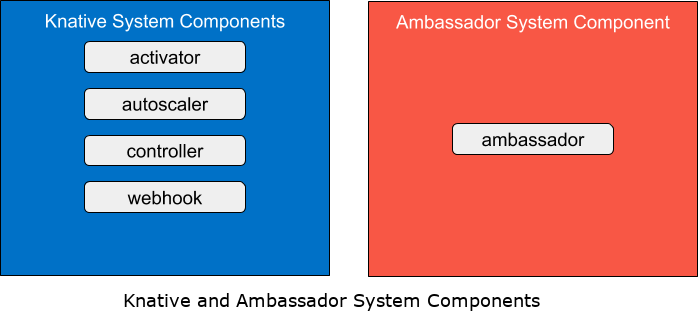 Knative System Components
activator
autoscaler
controller
webhook
Ambassador System Component
ambassador
Knative and Ambassador System Components